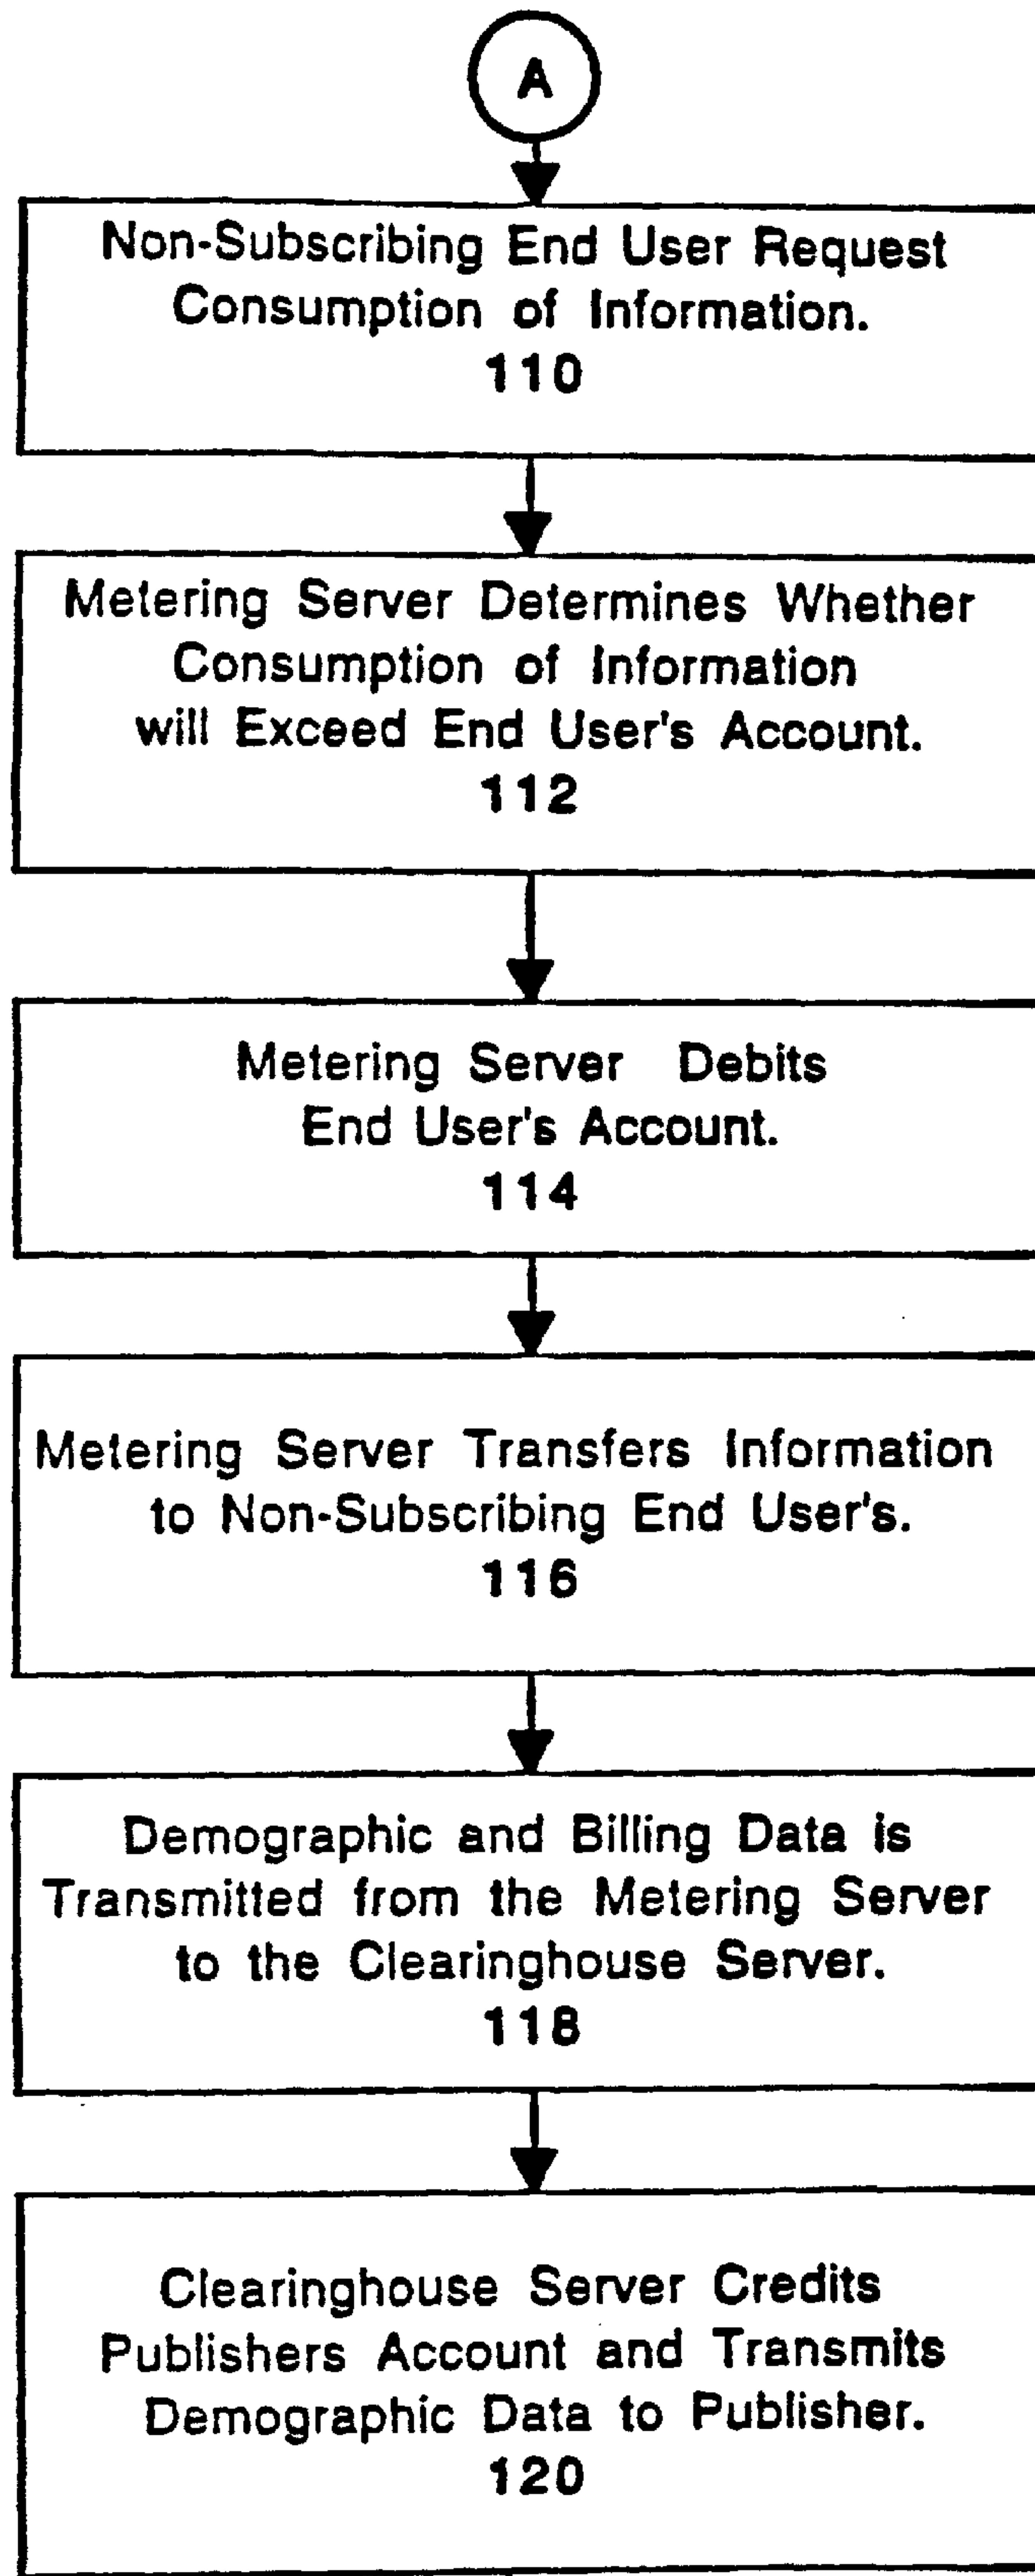 A
Non-Subscribing End User Request
Consumption of Information.
110
Metering Server Determines Whether
Consumption of Information
will Exceed End User's Account.
112
Metering Server Debits
End User's Account.
114
Metering Server Transfers Information
to Non-Subscribing End User's.
116
Demographic and Billing Data is
Transmitted from the Metering Server
to the Clearinghouse Server.
118
Clearinghouse Server Credits
Publishers Account and Transmits
Demographic Data to Publisher.
120